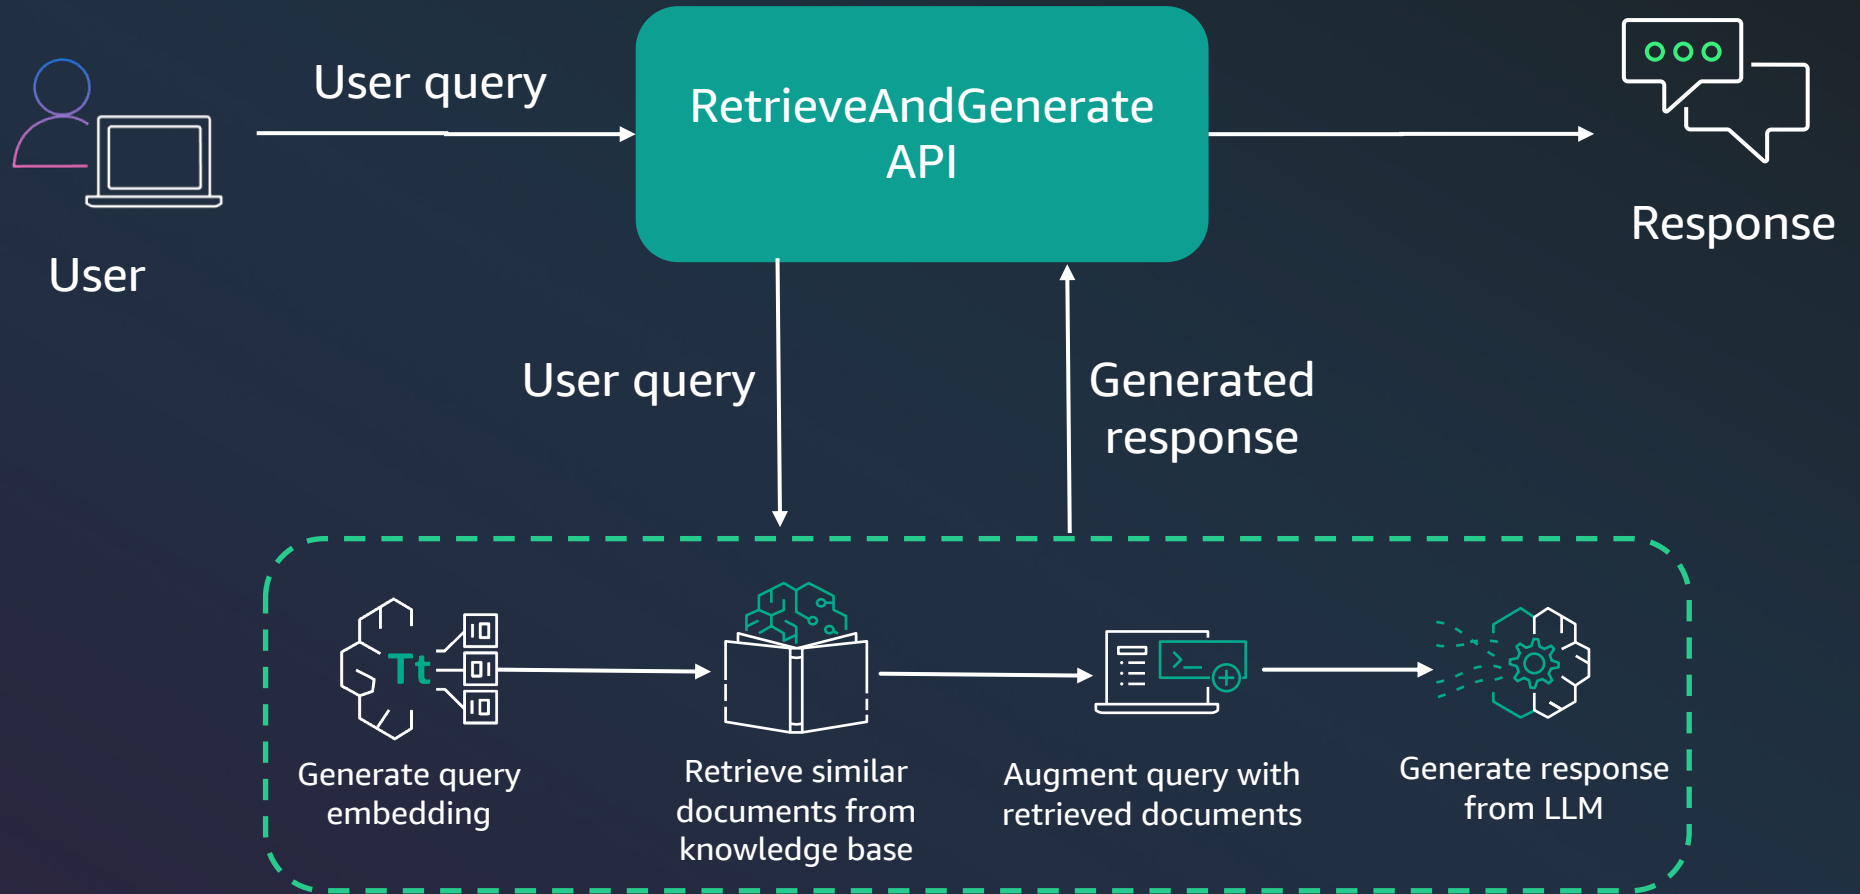 User query
RetrieveAndGenerate
API
Response
User
User query
Generated
response
Tt
Generate query
embedding
Retrieve similar
documents from
knowledge base
Augment query with
retrieved documents
Generate response
from LLM